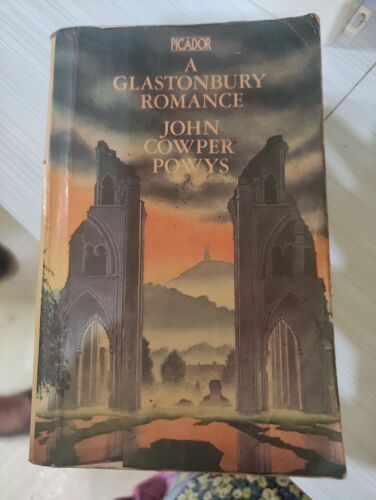 PICADOR
A
GLASTONBURY
ROMANCE
JOHN
COWPER
POWYS